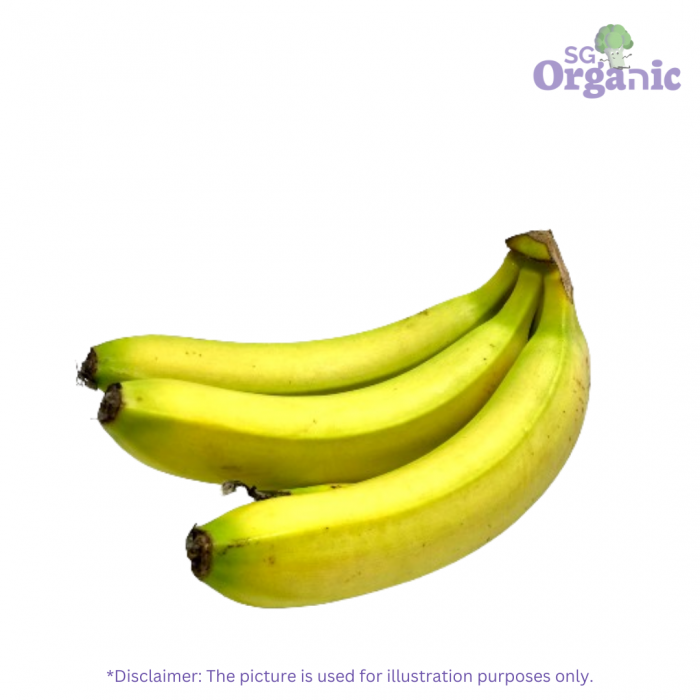 SG
Organic
*Disclaimer: The picture is used for illustration purposes only.